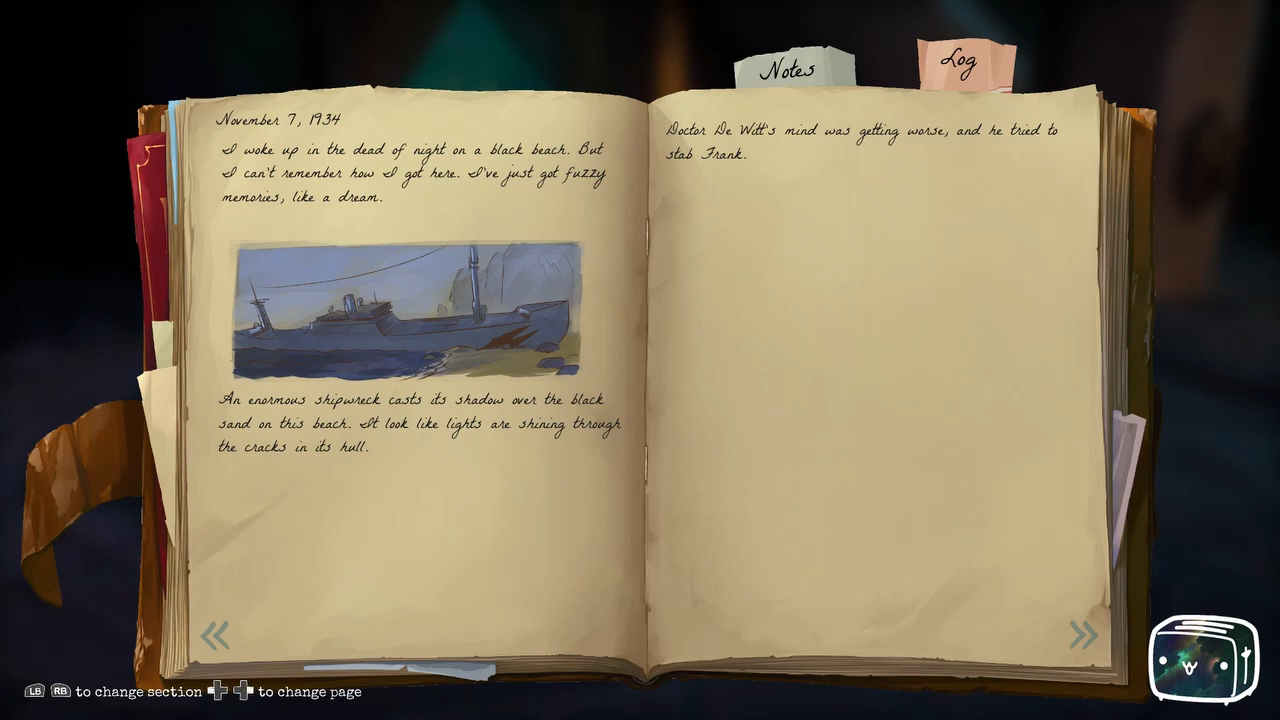 Notes
Log
November 7, 1934
I woke up in the dead of night on a black beach. But
I can't remember how I got here. I've just got fuzzy
memories, like a dream.
An enormous shipwreck casts its shadow over the black
sand on this beach. It look like lights are shining through
the cracks in its hull.
Doctor De Witt's mind was getting worse, and he tried to
stab Frank.
LB RB to change section to change page